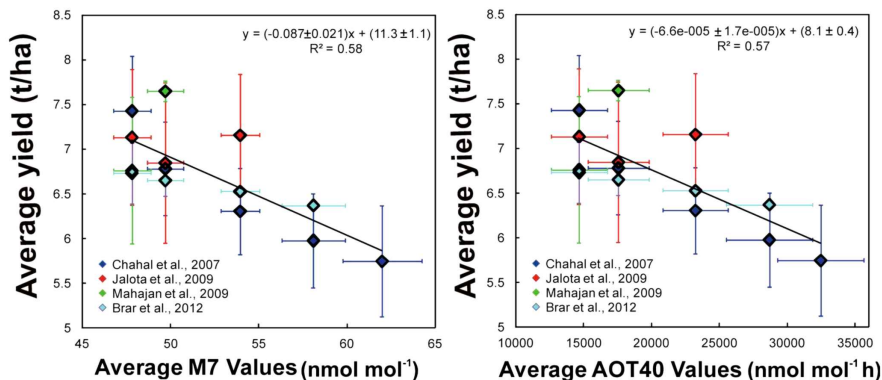 y = (-0.087±0.021)x + (11.3 ±1.1)
R² = 0.58
Average yield (t/ha)
8.5
8
7.5
7
6.5
6
5.5
5
Chahal et al., 2007
Jalota et al., 2009
Mahajan et al., 2009
Brar et al., 2012
45 50 55 60 65
Average M7 Values (nmol mol⁻¹)
y = (-6.6e-005 ±1.7e-005)x + (8.1 ± 0.4)
R² = 0.57
Average yield (t/ha)
8.5
8
7.5
7
6.5
6
5.5
5
Chahal et al., 2007
Jalota et al., 2009
Mahajan et al., 2009
Brar et al., 2012
10000 15000 20000 25000 30000 35000
Average AOT40 Values (nmol mol⁻¹ h)